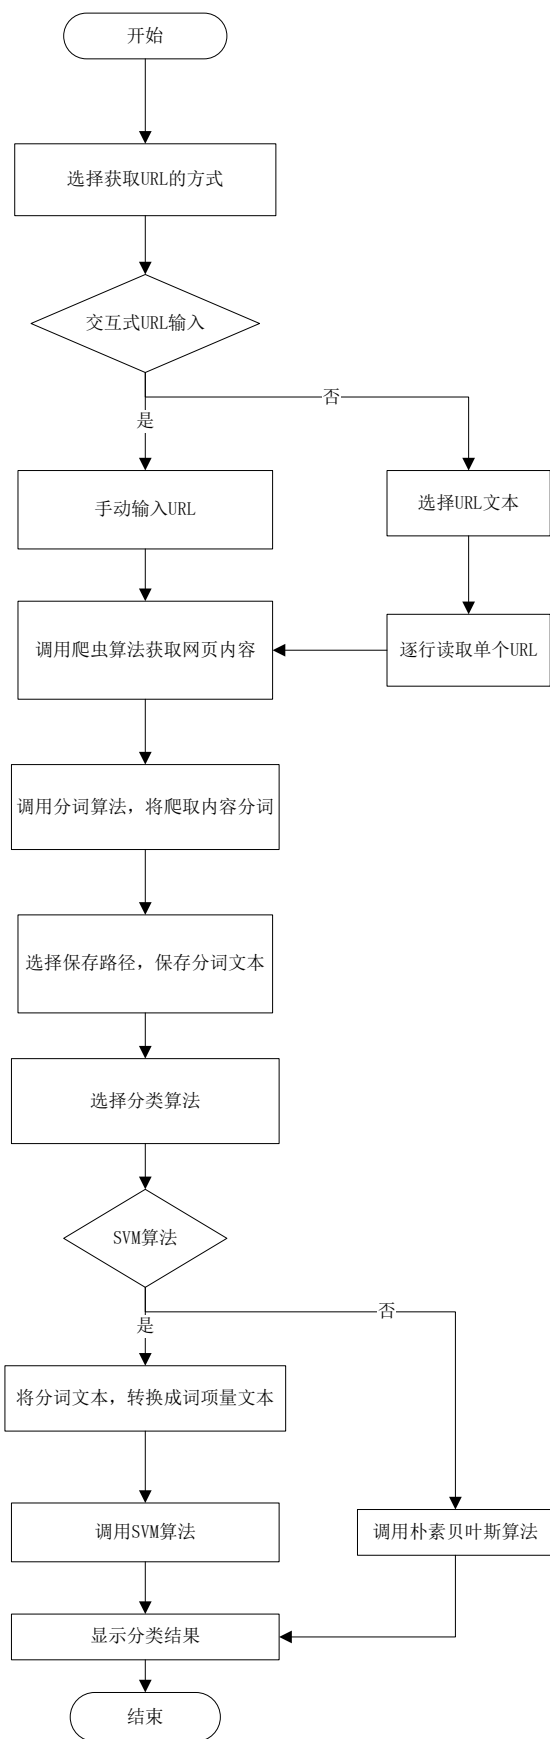 开始
选择获取URL的方式
交互式URL输入
否
是
手动输入URL
选择URL文本
调用爬虫算法获取网页内容
逐行读取单个URL
调用分词算法，将爬取内容分词
选择保存路径，保存分词文本
选择分类算法
SVM算法
否
是
将分词文本，转换成词项量文本
调用SVM算法
调用朴素贝叶斯算法
显示分类结果
结束